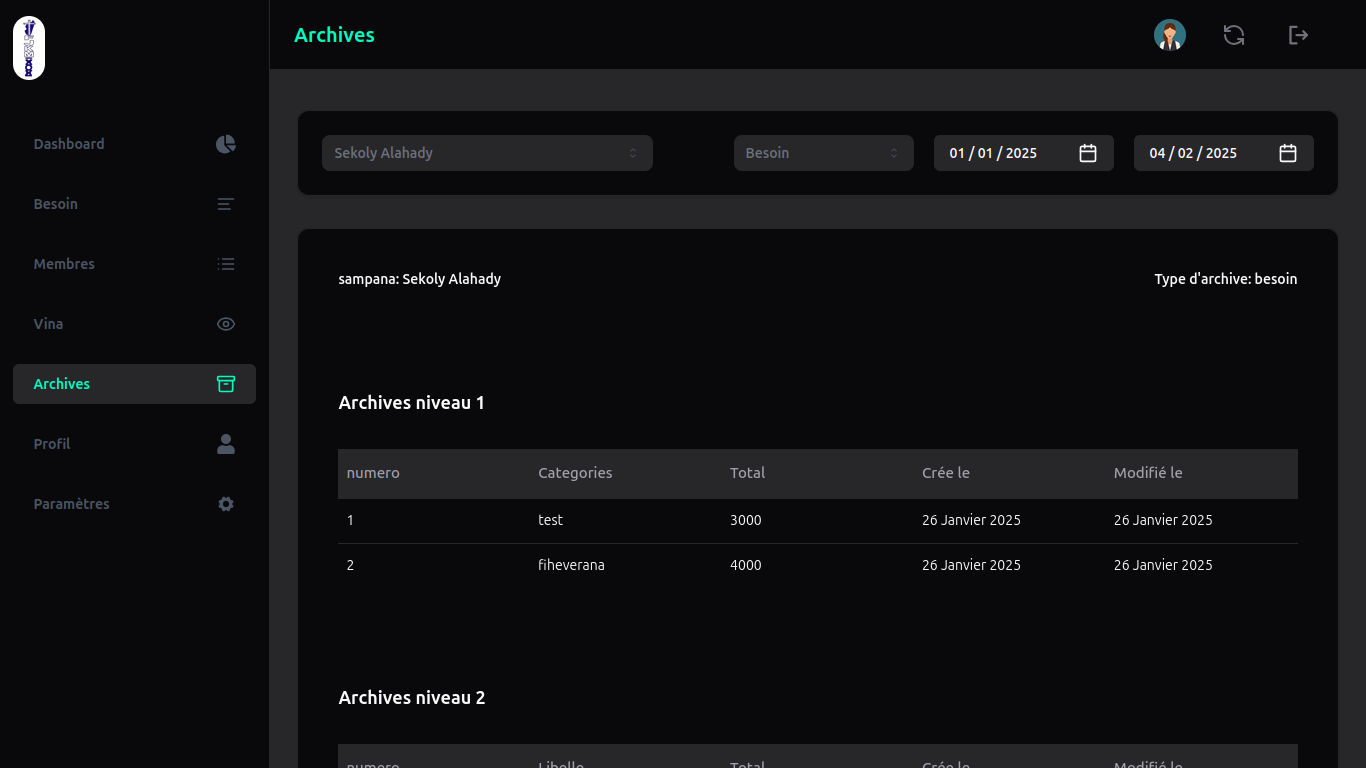 Archives
Dashboard
Besoin
Membres
Vina
Archives
Profil
Paramètres
Sekoly Alahady
Besoin
01 / 01 / 2025
04 / 02 / 2025
sampana: Sekoly Alahady
Type d'archive: besoin
Archives niveau 1
numero Categories Total Crée le Modifié le
1 test 3000 26 Janvier 2025 26 Janvier 2025
2 fiheverana 4000 26 Janvier 2025 26 Janvier 2025
Archives niveau 2
numero Libelle Total Crée le Modifié le